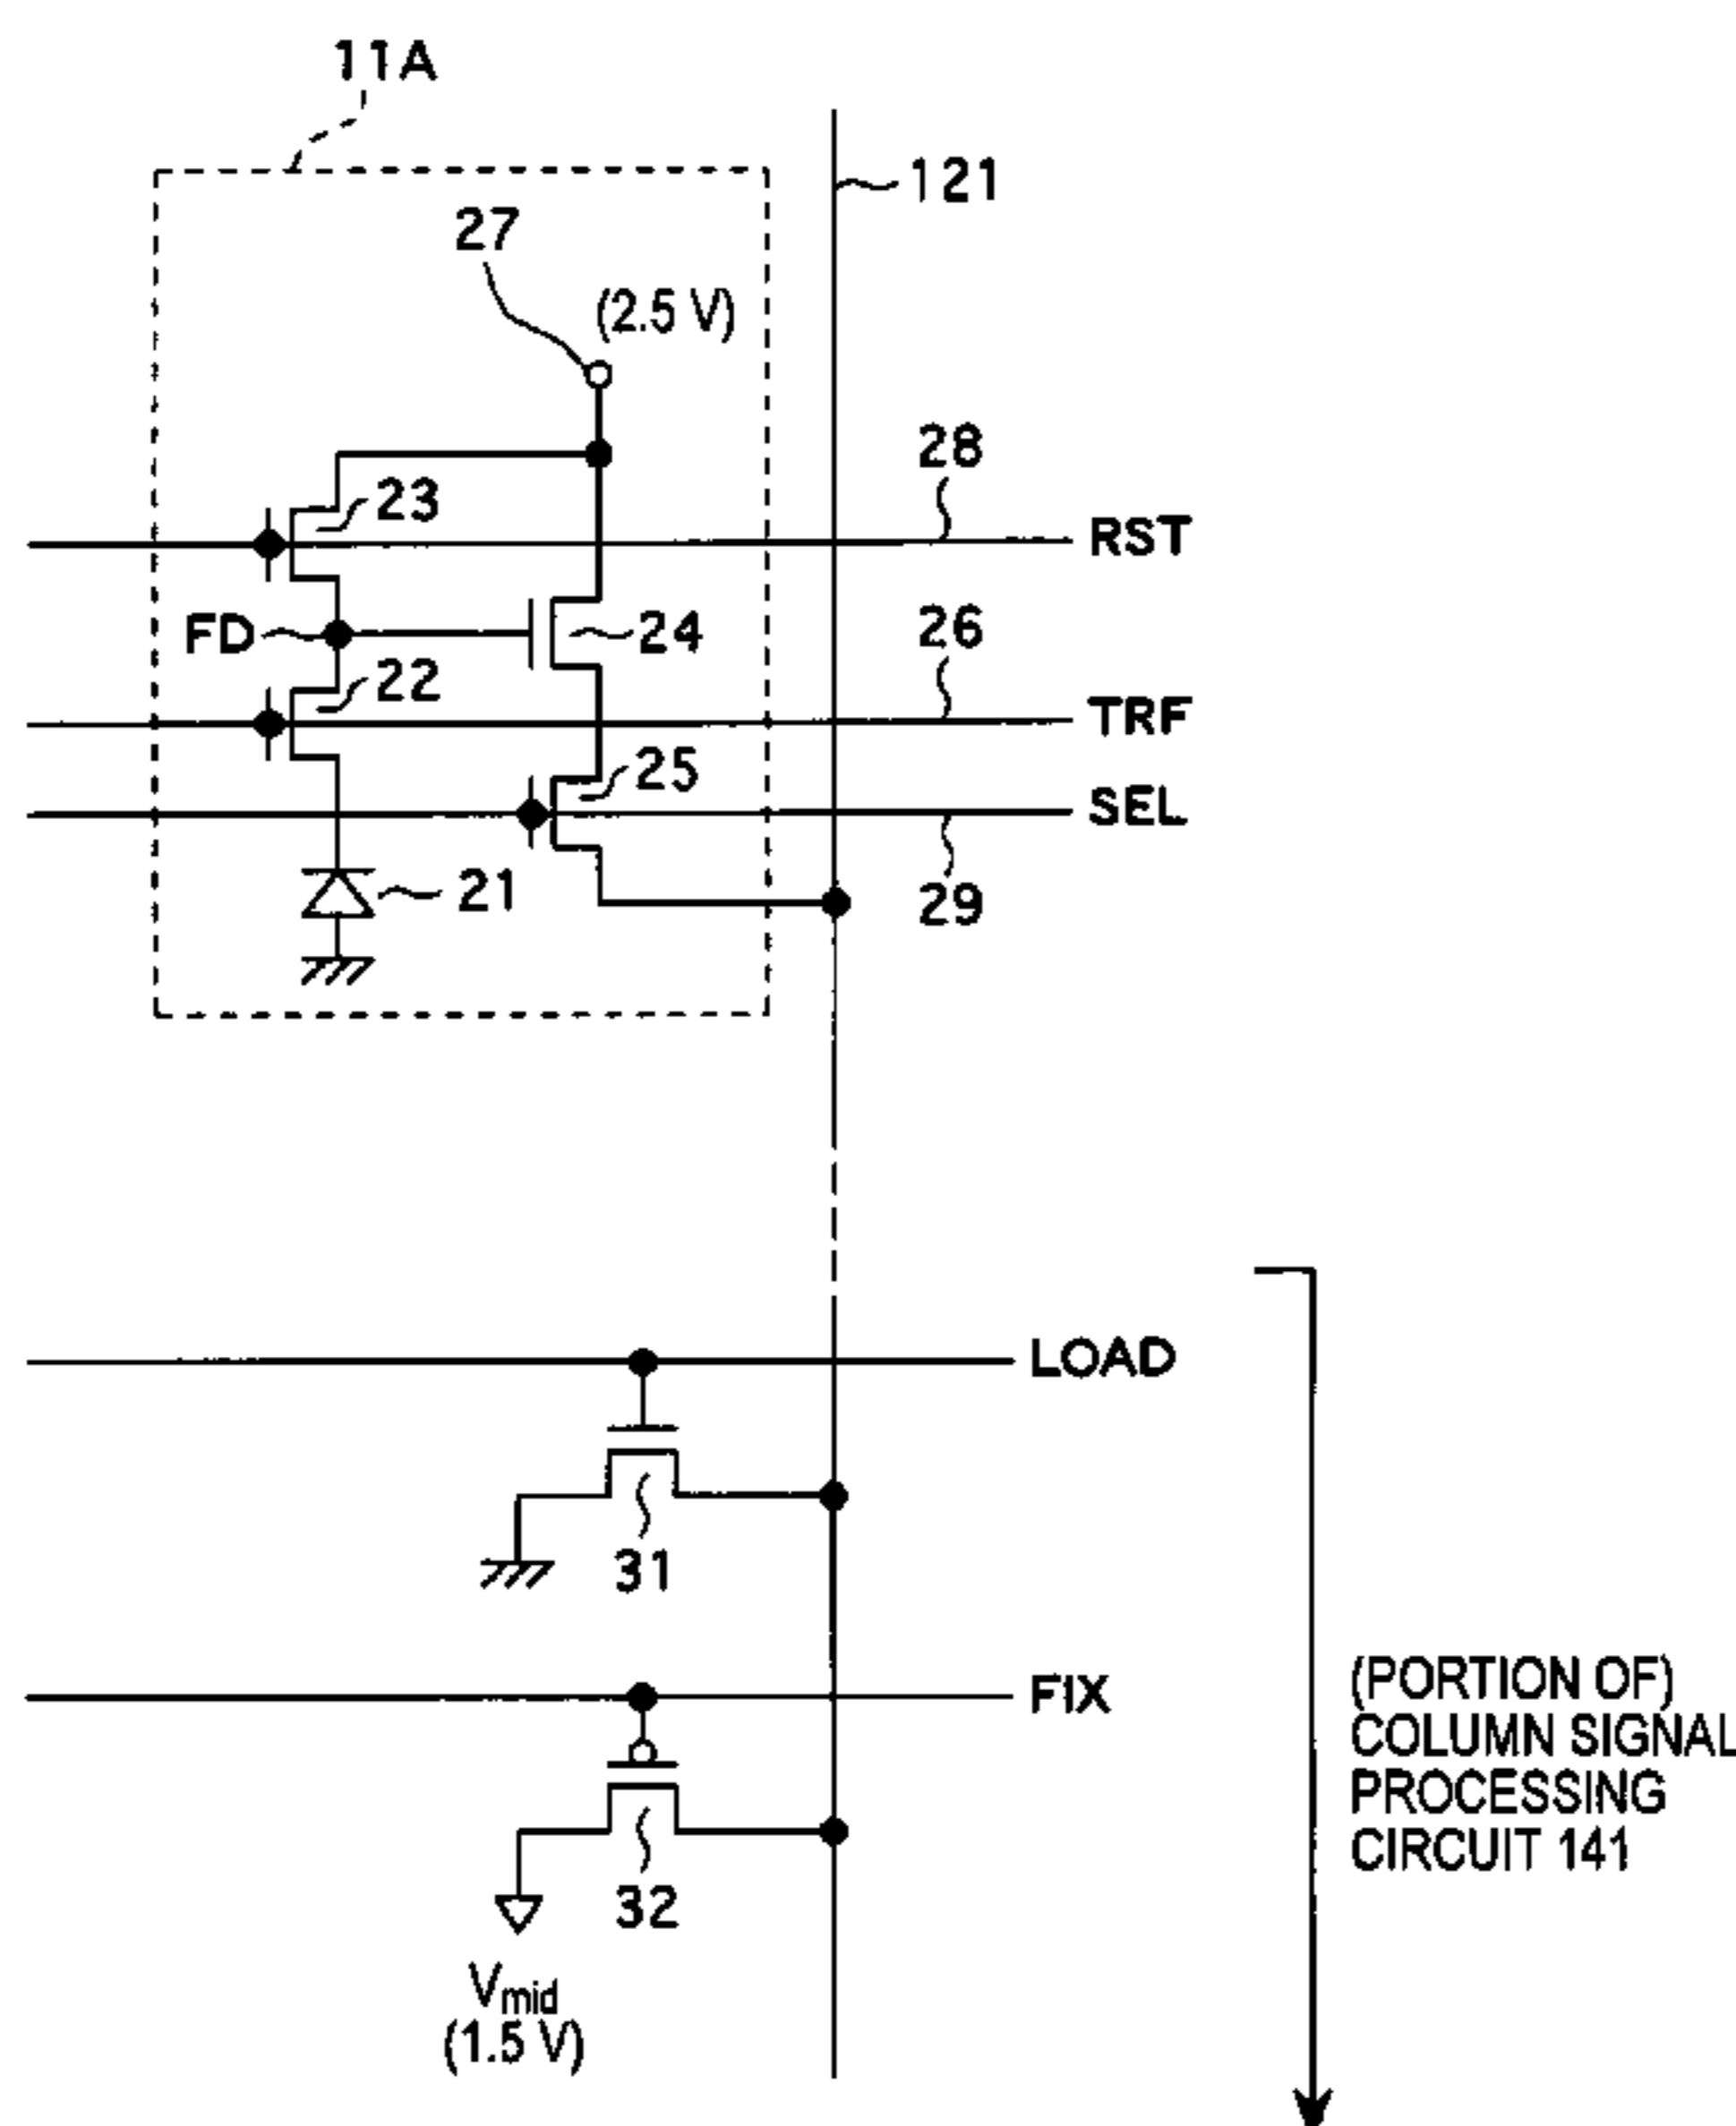 11A
121
27
(2.5 V)
28
23
RST
FD
24
26
22
TRF
25
SEL
21
29
LOAD
31
FIX
(PORTION OF)
COLUMN SIGNAL
PROCESSING
CIRCUIT 141
32
Vmid
(1.5 V)